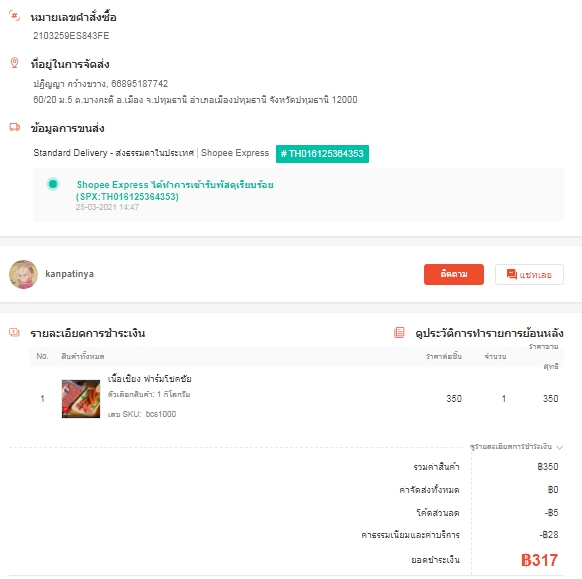 หมายเลขคำสั่งซื้อ
2103259ES843FE
ที่อยู่ในการจัดส่ง
ปฏิญญา กว้างขวาง, 66895187742
60/20 ม.5 ต.บางกะดี อ.เมือง จ.ปทุมธานี อำเภอเมืองปทุมธานี จังหวัดปทุมธานี 12000
ข้อมูลการขนส่ง
Standard Delivery - ส่งธรรมดาในประเทศ | Shopee Express # TH016125364353
Shopee Express ได้ทำการเข้ารับพัสดุเรียบร้อย
(SPX:TH016125364353)
25-03-2021 14:47
kanpatinya ติดตาม แชทเลย
รายละเอียดการชำระเงิน ดูประวัติการทำรายการย้อนหลัง
No. สินค้าทั้งหมด ราคาต่อชิ้น จำนวน ราคาขายสุทธิ
เนื้อเชียง ฟาร์มโชคชัย
ตัวเลือกสินค้า: 1 กิโลกรัม
1 350 1 350
เลข SKU: bcs1000
ดูรายละเอียดการชำระเงิน
รวมค่าสินค้า ฿350
ค่าจัดส่งทั้งหมด ฿0
โค้ดส่วนลด -฿5
ค่าธรรมเนียมและค่าบริการ -฿28
ยอดชำระเงิน ฿317